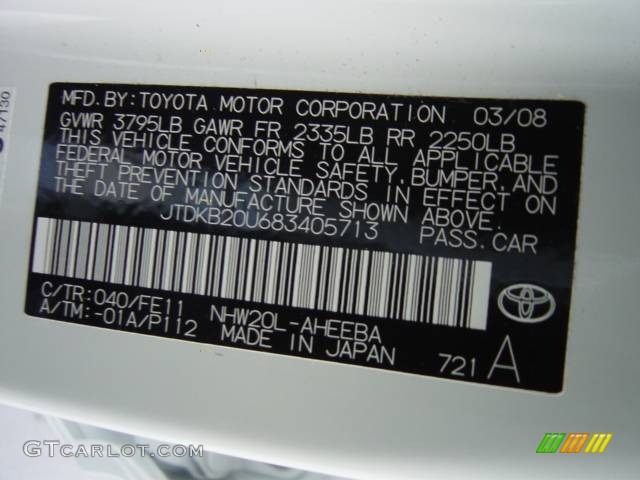 MFD. BY: TOYOTA MOTOR CORPORATION 03/08
GVWR 3795LB GAWR FR 2335LB RR 2250LB
THIS VEHICLE CONFORMS TO ALL APPLICABLE
FEDERAL MOTOR VEHICLE SAFETY, BUMPER, AND
THEFT PREVENTION STANDARDS IN EFFECT ON
THE DATE OF MANUFACTURE SHOWN ABOVE.
JTDKB20U683405713 PASS. CAR
C/TR: 040/FE11 NHW20L-AHEEBA
A/TM: -01A/P112 MADE IN JAPAN
721 A
47130
GTCarLot.com